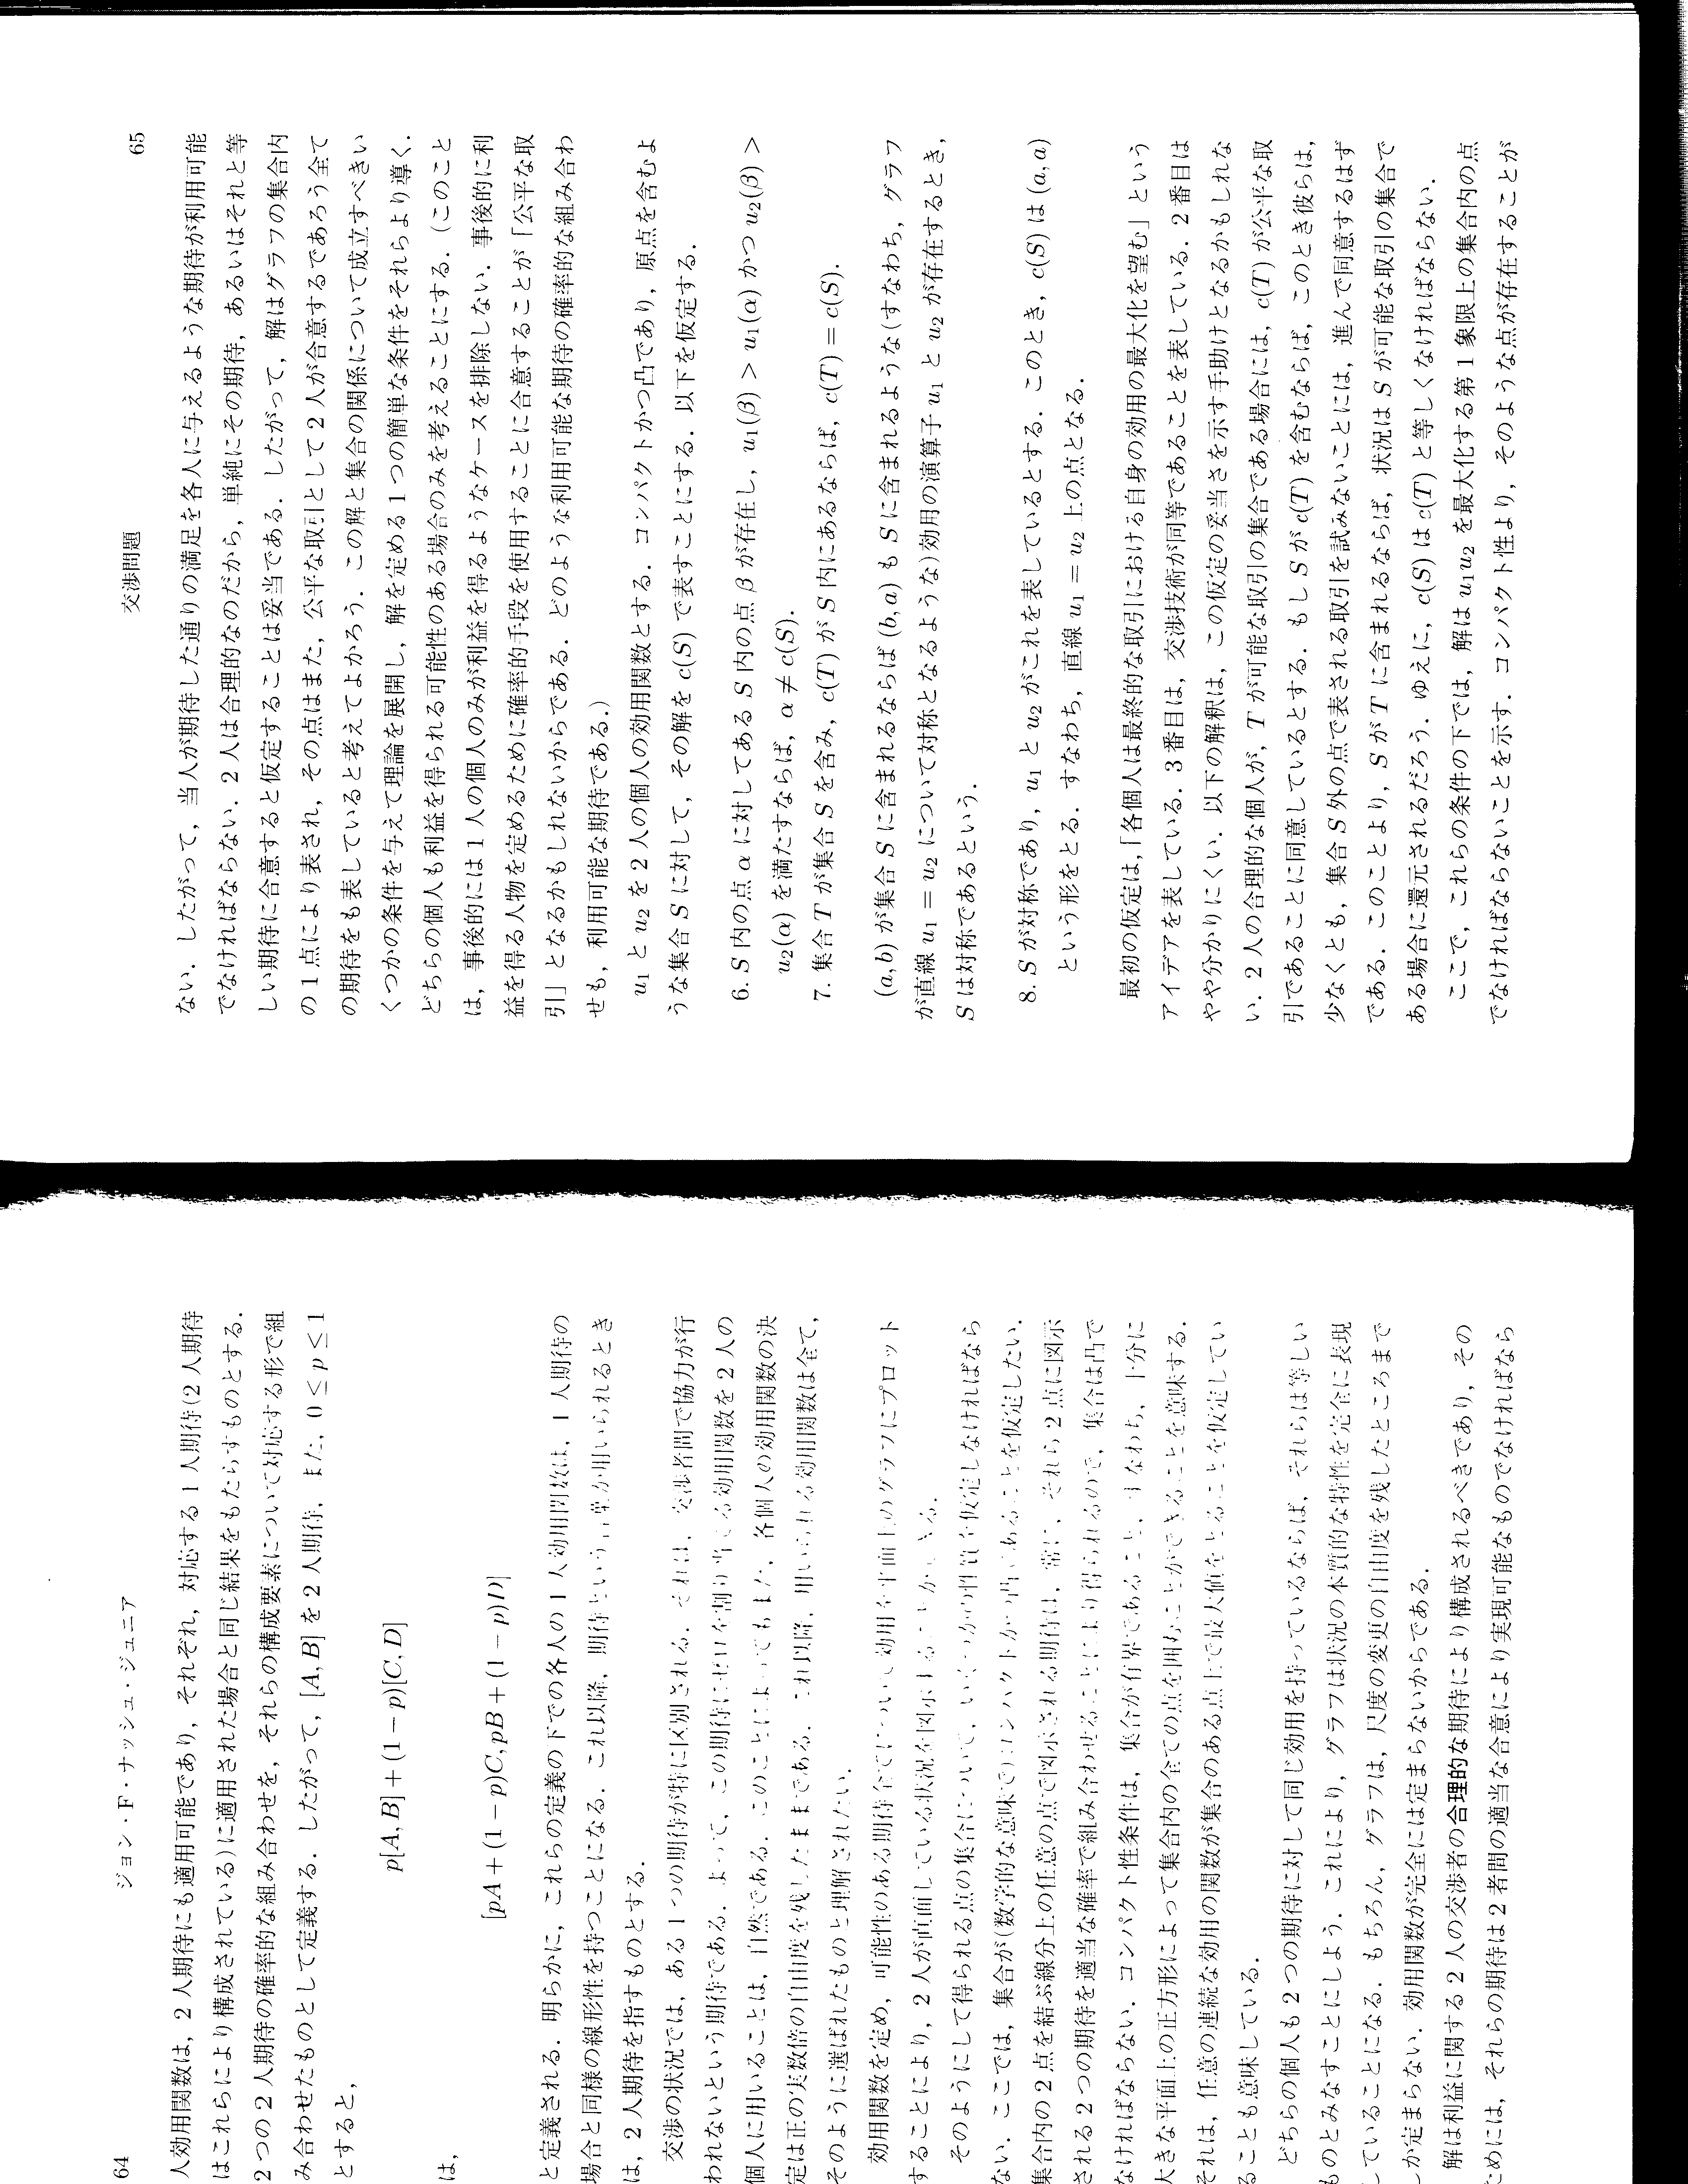 64
ジョン・F・ナッシュ・ジュニア
人効用関数は，2 人期待にも適用可能であり，それぞれ，対応する 1 人期待(2 人期待
はこれらにより構成されている)に適用された場合と同じ結果をもたらすものとする．
2 つの 2 人期待の確率的な組み合わせを，それらの構成要素について対応する形で組
み合わせたものとして定義する．したがって，[A, B] を 2 人期待，また，0 ≤ p ≤ 1
とすると，
p[A, B] + (1 − p)[C, D]
は，
[pA + (1 − p)C, pB + (1 − p)D]
と定義される．明らかに，これらの定義の下での各人の 1 人効用関数は，1 人期待の
場合と同様の線形性を持つことになる．これ以降，期待という言葉が用いられるとき
は，2 人期待を指すものとする．
交渉の状況では，ある 1 つの期待が特に区別される．それは，交渉者間で協力が行
われないという期待である．よって，この期待にゼロを割り当てる効用関数を 2 人の
個人に用いることは，自然である．このことによってもまた，各個人の効用関数の決
定は正の実数倍の自由度を残したままである．これ以降，用いられる効用関数は全て，
そのように選ばれたものと理解されたい．
効用関数を定め，可能性のある期待全てについて効用を平面上のグラフにプロット
することにより，2 人が直面している状況を図示することができる．
そのようにして得られる点の集合について，いくつかの性質を仮定しなければなら
ない．ここでは，集合が(数学的な意味で)コンパクトかつ凸であることを仮定したい．
集合内の 2 点を結ぶ線分上の任意の点で図示される期待は，常に，それら 2 点に図示
される 2 つの期待を適当な確率で組み合わせることにより得られるので，集合は凸で
なければならない．コンパクト性条件は，集合が有界であること，すなわち，十分に
大きな平面上の正方形によって集合内の全ての点を囲むことができることを意味する．
それは，任意の連続な効用の関数が集合のある点上で最大値をとることを仮定してい
ることも意味している．
どちらの個人も 2 つの期待に対して同じ効用を持っているならば，それらは等しい
ものとみなすことにしよう．これにより，グラフは状況の本質的な特性を完全に表現
していることになる．もちろん，グラフは，尺度の変更の自由度を残したところまで
しか定まらない．効用関数が完全には定まらないからである．
解は利益に関する 2 人の交渉者の合理的な期待により構成されるべきであり，その
ためには，それらの期待は 2 者間の適当な合意により実現可能なものでなければなら
交渉問題
65
ない．したがって，当人が期待した通りの満足を各人に与えるような期待が利用可能
でなければならない．2 人は合理的なのだから，単純にその期待，あるいはそれと等
しい期待に合意すると仮定することは妥当である．したがって，解はグラフの集合内
の 1 点により表され，その点はまた，公平な取引として 2 人が合意するであろう全て
の期待をも表していると考えてよかろう．この解と集合の関係について成立すべきい
くつかの条件を与えて理論を展開し，解を定める 1 つの簡単な条件をそれらより導く．
どちらの個人も利益を得られる可能性のある場合のみを考えることにする．(このこと
は，事後的には 1 人の個人のみが利益を得るようなケースを排除しない．事後的に利
益を得る人物を定めるために確率的手段を使用することに合意することが「公平な取
引」となるかもしれないからである．どのような利用可能な期待の確率的な組み合わ
せも，利用可能な期待である．)
u₁ と u₂ を 2 人の個人の効用関数とする．コンパクトかつ凸であり，原点を含むよ
うな集合 S に対して，その解を c(S) で表すことにする．以下を仮定する．
6. S 内の点 α に対してある S 内の点 β が存在し，u₁(β) > u₁(α) かつ u₂(β) >
u₂(α) を満たすならば，α ≠ c(S).
7. 集合 T が集合 S を含み，c(T) が S 内にあるならば，c(T) = c(S).
(a, b) が集合 S に含まれるならば (b, a) も S に含まれるような(すなわち，グラフ
が直線 u₁ = u₂ について対称となるような)効用の演算子 u₁ と u₂ が存在するとき，
S は対称であるという．
8. S が対称であり，u₁ と u₂ がこれを表しているとする．このとき，c(S) は (a, a)
という形をとる．すなわち，直線 u₁ = u₂ 上の点となる．
最初の仮定は，「各個人は最終的な取引における自身の効用の最大化を望む」という
アイデアを表している．3 番目は，交渉技術が同等であることを表している．2 番目は
やや分かりにくい．以下の解釈は，この仮定の妥当さを示す手助けとなるかもしれな
い．2 人の合理的な個人が，T が可能な取引の集合である場合には，c(T) が公平な取
引であることに同意しているとする．もし S が c(T) を含むならば，このとき彼らは，
少なくとも，集合 S 外の点で表される取引を試みないことには，進んで同意するはず
である．このことより，S が T に含まれるならば，状況は S が可能な取引の集合で
ある場合に還元されるだろう．ゆえに，c(S) は c(T) と等しくなければならない．
ここで，これらの条件の下では，解は u₁u₂ を最大化する第 1 象限上の集合内の点
でなければならないことを示す．コンパクト性より，そのような点が存在することが